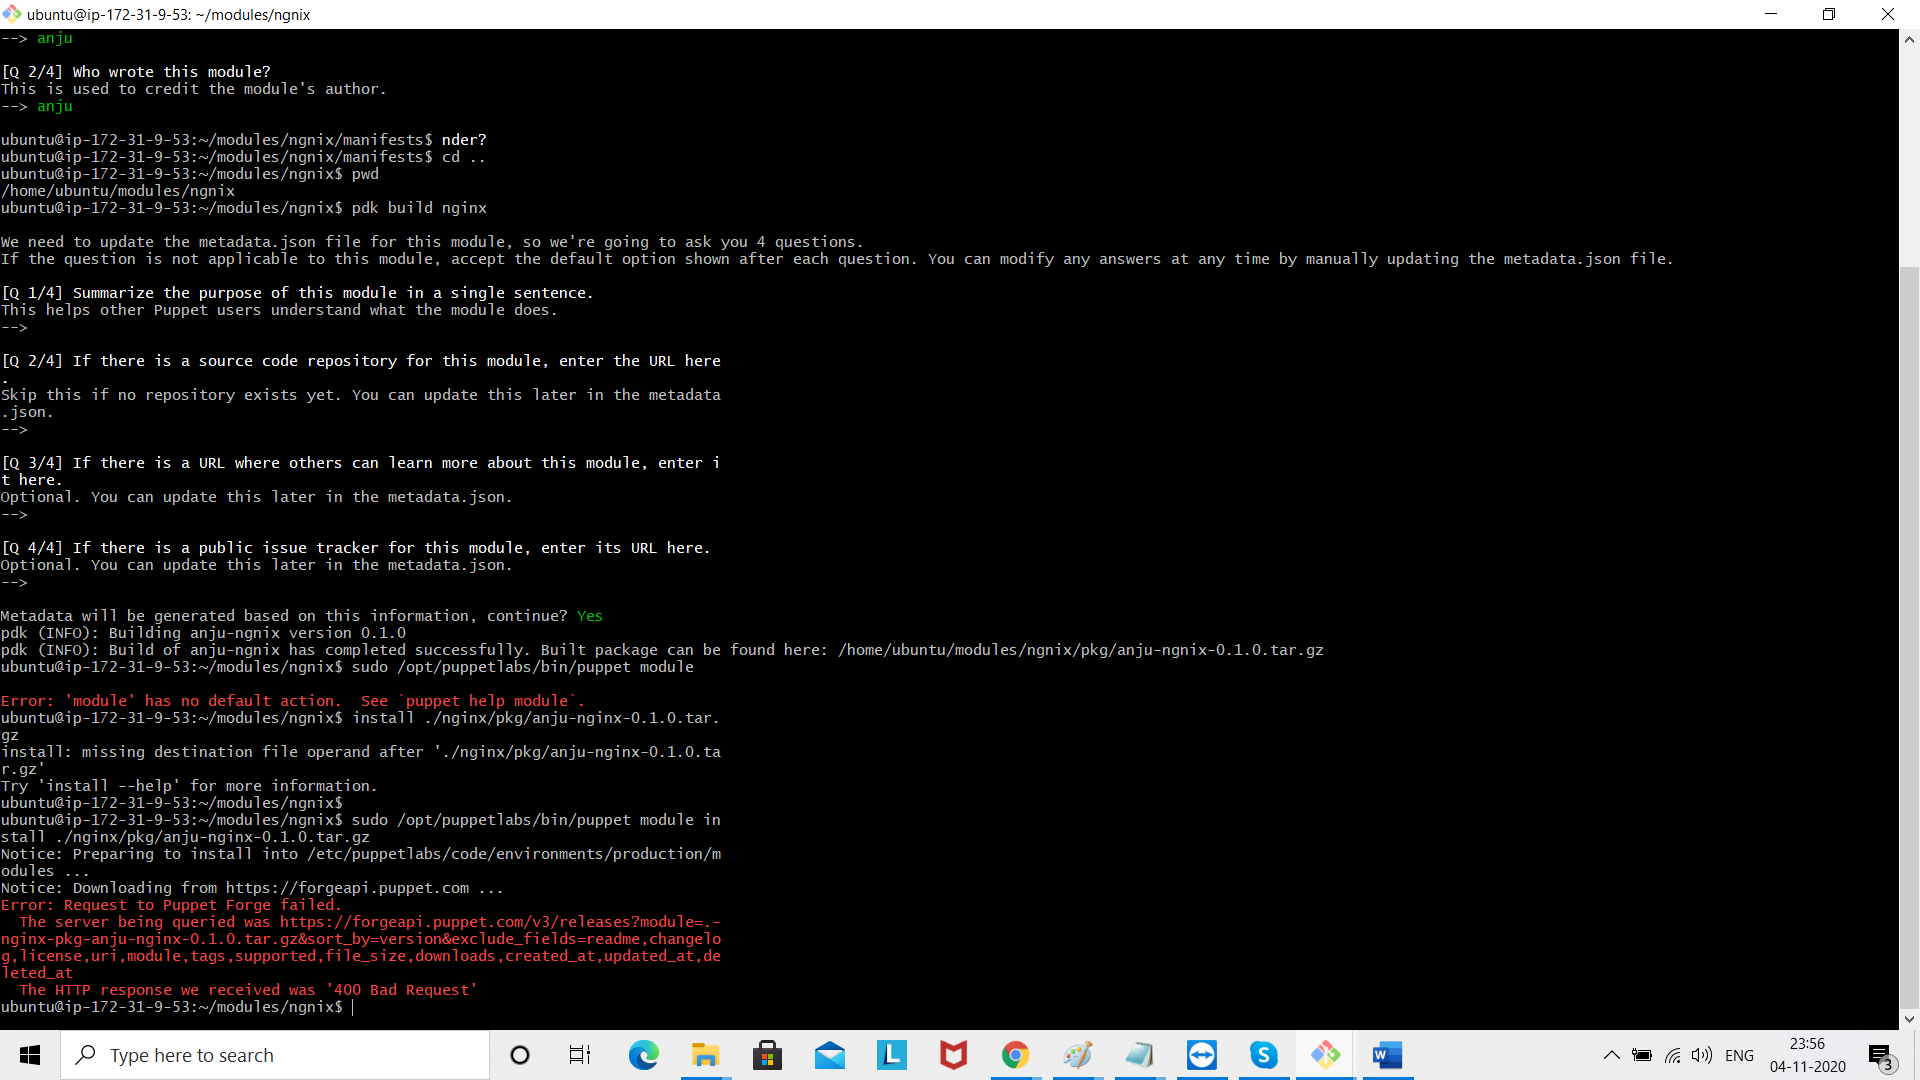 ubuntu@ip-172-31-9-53: ~/modules/ngnix
--> anju
[Q 2/4] Who wrote this module?
This is used to credit the module's author.
--> anju
ubuntu@ip-172-31-9-53:~/modules/ngnix/manifests$ nder?
ubuntu@ip-172-31-9-53:~/modules/ngnix/manifests$ cd ..
ubuntu@ip-172-31-9-53:~/modules/ngnix$ pwd
/home/ubuntu/modules/ngnix
ubuntu@ip-172-31-9-53:~/modules/ngnix$ pdk build nginx
We need to update the metadata.json file for this module, so we're going to ask you 4 questions.
If the question is not applicable to this module, accept the default option shown after each question. You can modify any answers at any time by manually updating the metadata.json file.
[Q 1/4] Summarize the purpose of this module in a single sentence.
This helps other Puppet users understand what the module does.
-->
[Q 2/4] If there is a source code repository for this module, enter the URL here
.
Skip this if no repository exists yet. You can update this later in the metadata
.json.
-->
[Q 3/4] If there is a URL where others can learn more about this module, enter i
t here.
Optional. You can update this later in the metadata.json.
-->
[Q 4/4] If there is a public issue tracker for this module, enter its URL here.
Optional. You can update this later in the metadata.json.
-->
Metadata will be generated based on this information, continue? Yes
pdk (INFO): Building anju-ngnix version 0.1.0
pdk (INFO): Build of anju-ngnix has completed successfully. Built package can be found here: /home/ubuntu/modules/ngnix/pkg/anju-ngnix-0.1.0.tar.gz
ubuntu@ip-172-31-9-53:~/modules/ngnix$ sudo /opt/puppetlabs/bin/puppet module
Error: 'module' has no default action.  See `puppet help module`.
ubuntu@ip-172-31-9-53:~/modules/ngnix$ install ./nginx/pkg/anju-nginx-0.1.0.tar.
gz
install: missing destination file operand after './nginx/pkg/anju-nginx-0.1.0.ta
r.gz'
Try 'install --help' for more information.
ubuntu@ip-172-31-9-53:~/modules/ngnix$
ubuntu@ip-172-31-9-53:~/modules/ngnix$ sudo /opt/puppetlabs/bin/puppet module in
stall ./nginx/pkg/anju-nginx-0.1.0.tar.gz
Notice: Preparing to install into /etc/puppetlabs/code/environments/production/m
odules ...
Notice: Downloading from https://forgeapi.puppet.com ...
Error: Request to Puppet Forge failed.
  The server being queried was https://forgeapi.puppet.com/v3/releases?module=.-
nginx-pkg-anju-nginx-0.1.0.tar.gz&sort_by=version&exclude_fields=readme,changelo
g,license,uri,module,tags,supported,file_size,downloads,created_at,updated_at,de
leted_at
  The HTTP response we received was '400 Bad Request'
ubuntu@ip-172-31-9-53:~/modules/ngnix$
Type here to search
L
S
W
ENG
23:56
04-11-2020
3